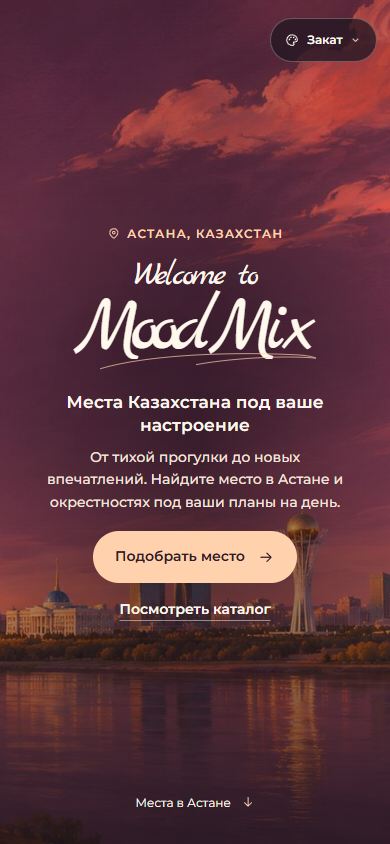 Закат
АСТАНА, КАЗАХСТАН
Welcome to
MoodMix
Места Казахстана под ваше
настроение
От тихой прогулки до новых
впечатлений. Найдите место в Астане и
окрестностях под ваши планы на день.
Подобрать место →
Посмотреть каталог
Места в Астане ↓